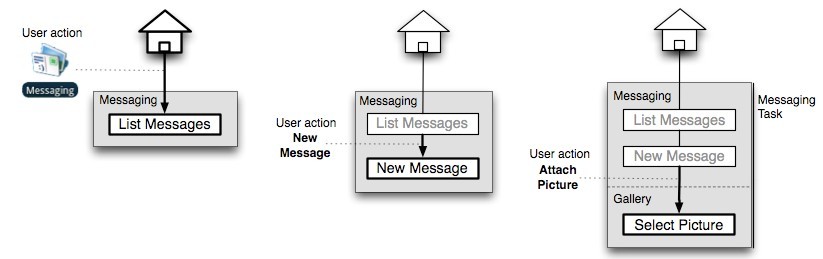 User action
Messaging
Messaging
List Messages
Messaging
List Messages
User action
New
Message
New Message
Messaging
List Messages
New Message
User action
Attach
Picture
Gallery
Select Picture
Messaging
Task